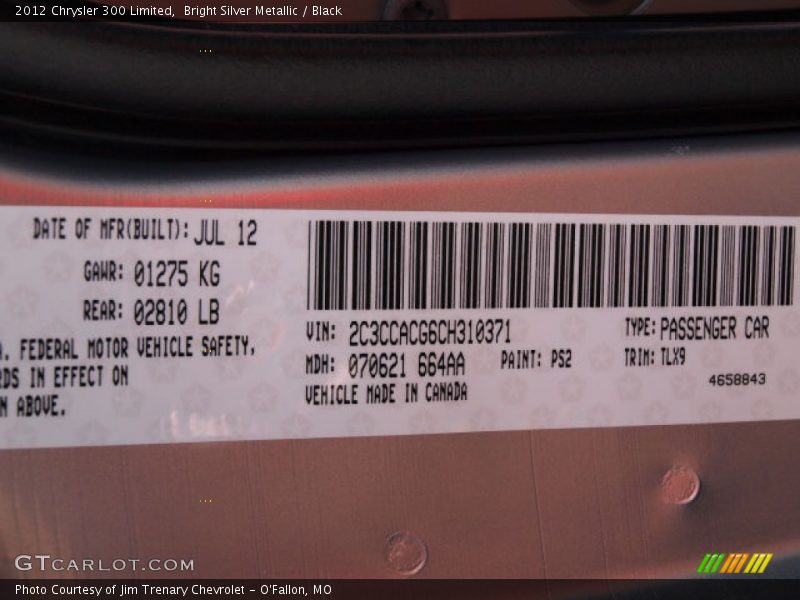 2012 Chrysler 300 Limited, Bright Silver Metallic / Black
DATE OF MFR(BUILT): JUL 12
GAWR: 01275 KG
REAR: 02810 LB
. FEDERAL MOTOR VEHICLE SAFETY,
RDS IN EFFECT ON
N ABOVE.
VIN: 2C3CCACG6CH310371
TYPE: PASSENGER CAR
MDH: 070621 664AA
PAINT: PS2
TRIM: TLX9
VEHICLE MADE IN CANADA
4658843
GTCARLOT.COM
Photo Courtesy of Jim Trenary Chevrolet - O'Fallon, MO